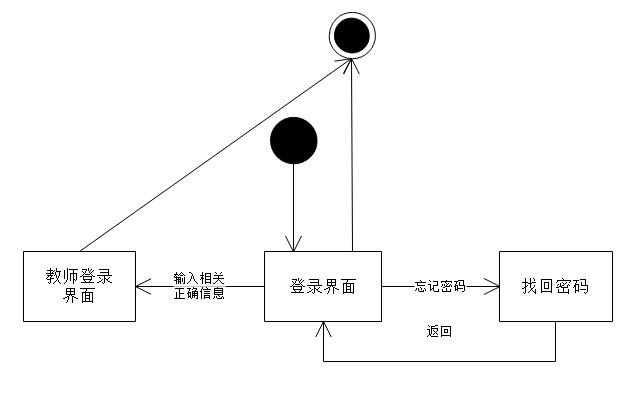 教师登录
界面
输入相关
正确信息
登录界面
忘记密码
找回密码
返回